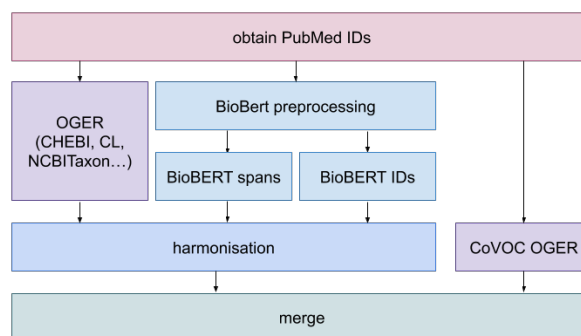 obtain PubMed IDs
OGER
(CHEBI, CL,
NCBITaxon...)
BioBert preprocessing
BioBERT spans
BioBERT IDs
harmonisation
CoVOC OGER
merge